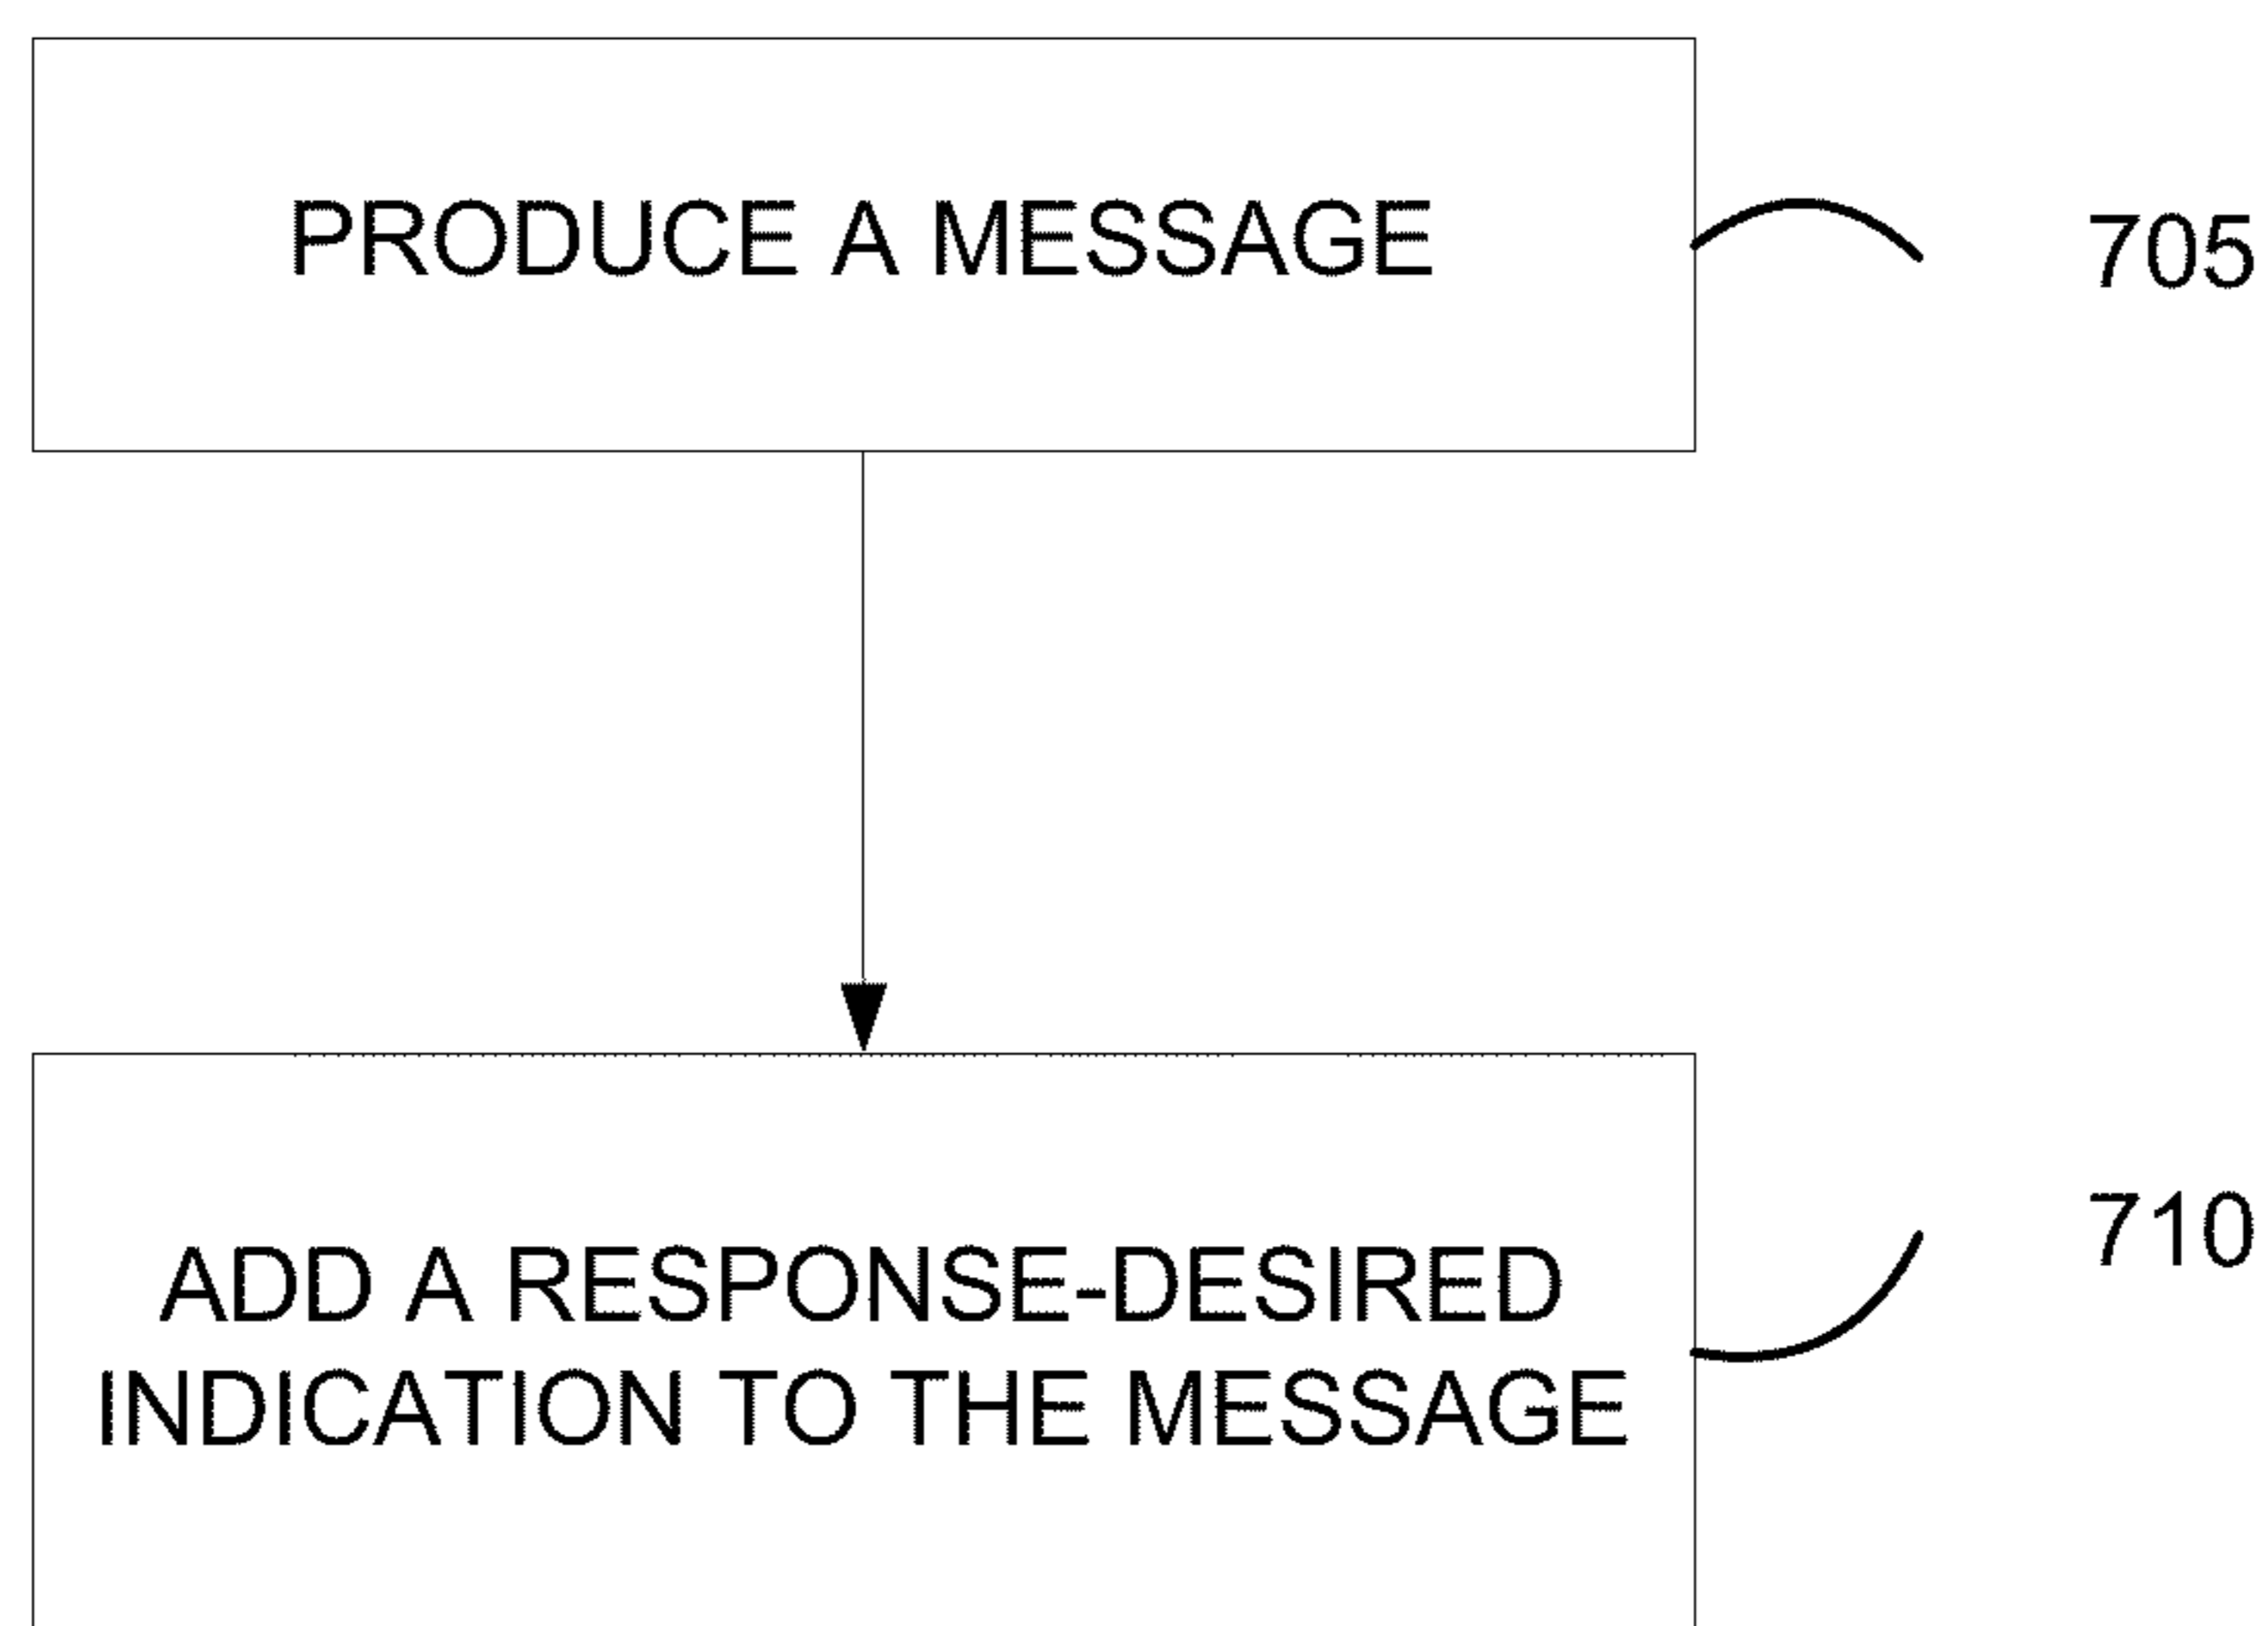 PRODUCE A MESSAGE
705
710
ADD A RESPONSE-DESIRED
INDICATION TO THE MESSAGE